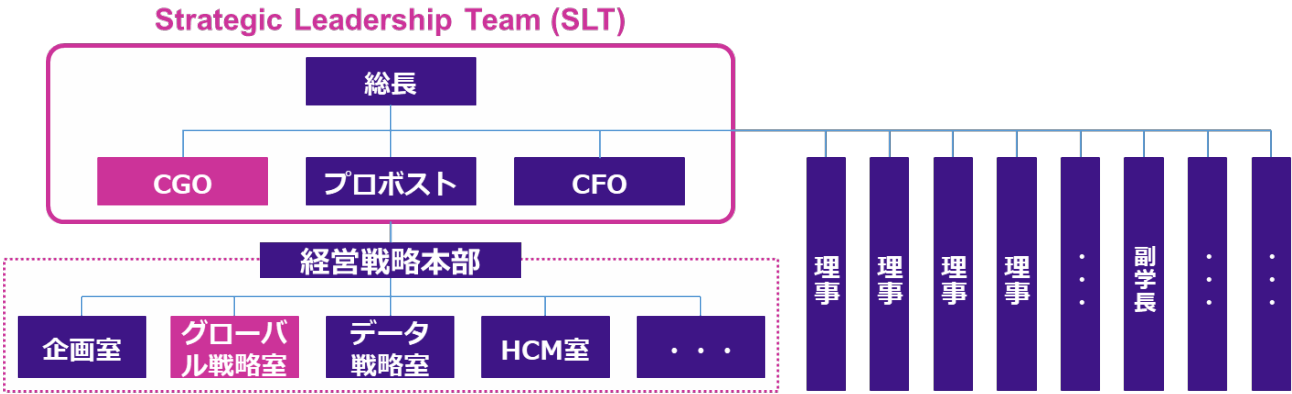 Strategic Leadership Team (SLT)
総長
CGO
プロボスト
CFO
経営戦略本部
企画室
グローバ
ル戦略室
データ
戦略室
HCM室
・・・
理事
理事
理事
理事
・・・
副学長
・・・
・・・